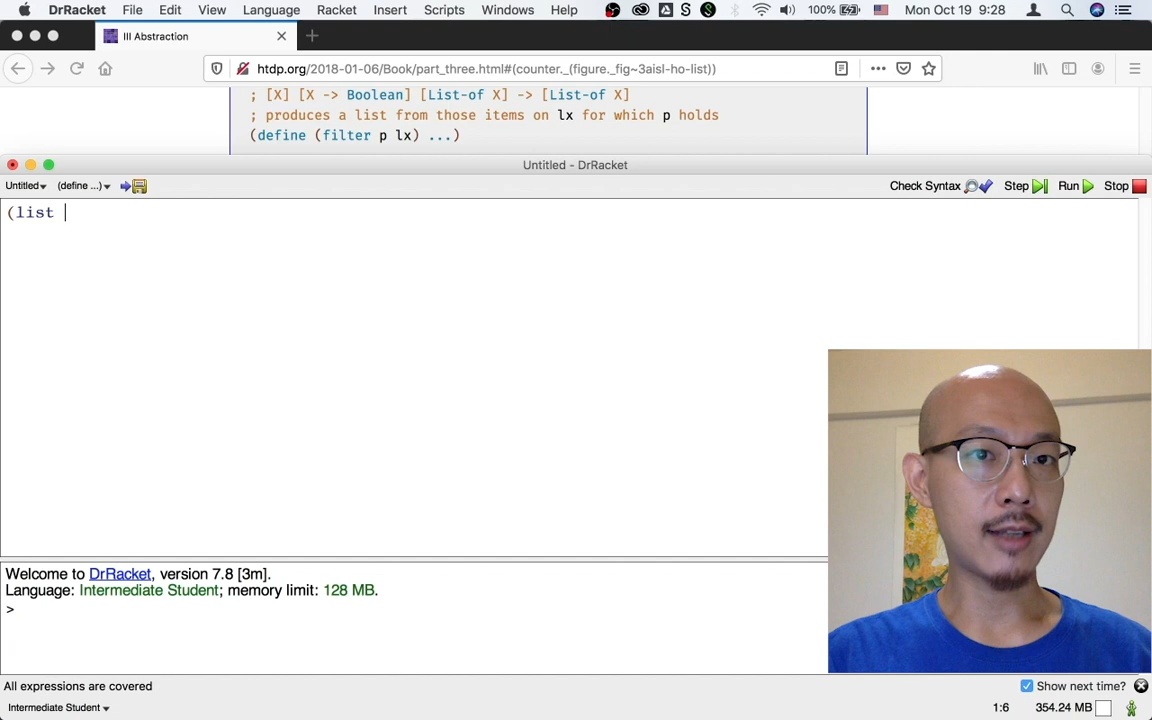 DrRacket File Edit View Language Racket Insert Scripts Windows Help 100% Mon Oct 19 9:28
III Abstraction
htdp.org/2018-01-06/Book/part_three.html#(counter._(figure._fig~3aisl-ho-list))
; [X] [X -> Boolean] [List-of X] -> [List-of X]
; produces a list from those items on lx for which p holds
(define (filter p lx) ...)
Untitled - DrRacket
Untitled (define ...) Check Syntax Step Run Stop
(list
Welcome to DrRacket, version 7.8 [3m].
Language: Intermediate Student; memory limit: 128 MB.
>
All expressions are covered Show next time?
Intermediate Student 1:6 354.24 MB